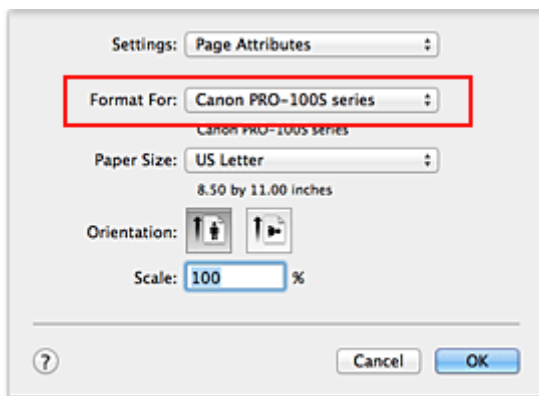 Settings: Page Attributes
Format For: Canon PRO-100S series
Canon PRO-100S series
Paper Size: US Letter
8.50 by 11.00 inches
Orientation:
Scale: 100 %
? Cancel OK